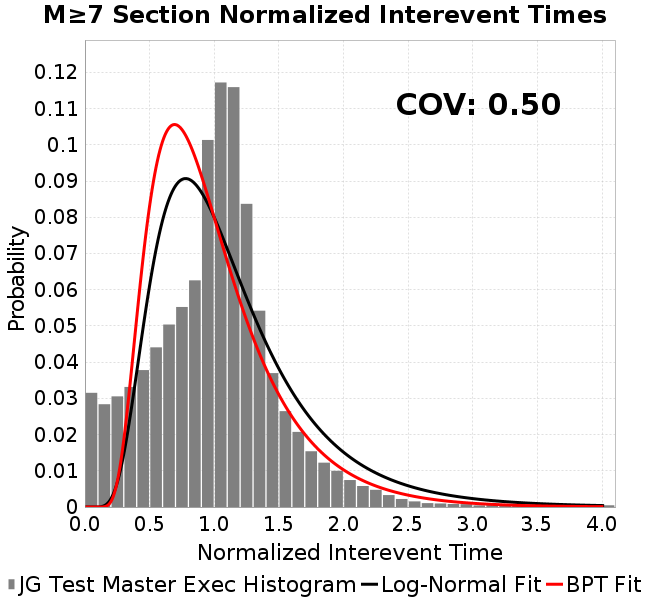 M≥7 Section Normalized Interevent Times
COV: 0.50
Probability
0.12
0.11
0.1
0.09
0.08
0.07
0.06
0.05
0.04
0.03
0.02
0.01
0
0.0 0.5 1.0 1.5 2.0 2.5 3.0 3.5 4.0
Normalized Interevent Time
JG Test Master Exec Histogram Log-Normal Fit BPT Fit